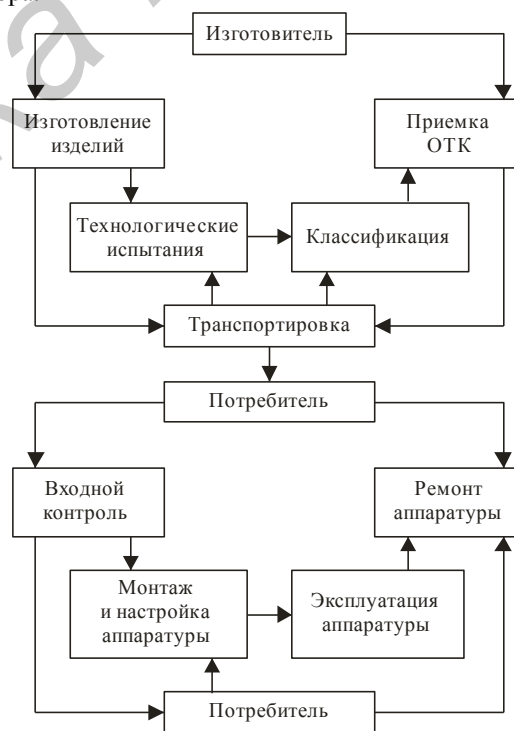 Изготовитель
Изготовление
изделий
Приемка
ОТК
Технологические
испытания
Классификация
Транспортировка
Потребитель
Входной
контроль
Ремонт
аппаратуры
Монтаж
и настройка
аппаратуры
Эксплуатация
аппаратуры
Потребитель